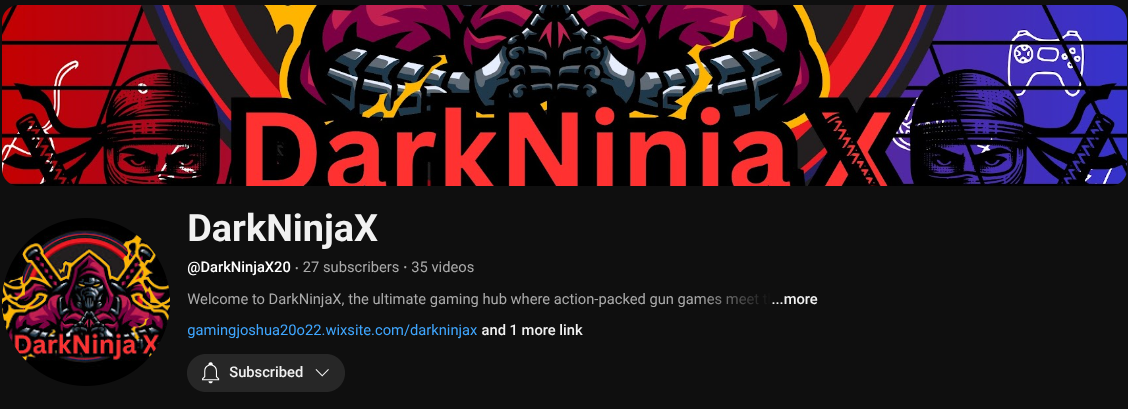 DarkNinja X
DarkNinja X
DarkNinjaX
@DarkNinjaX20 · 27 subscribers · 35 videos
Welcome to DarkNinjaX, the ultimate gaming hub where action-packed gun games meet ...more
gamingjoshua20o22.wixsite.com/darkninjax and 1 more link
Subscribed